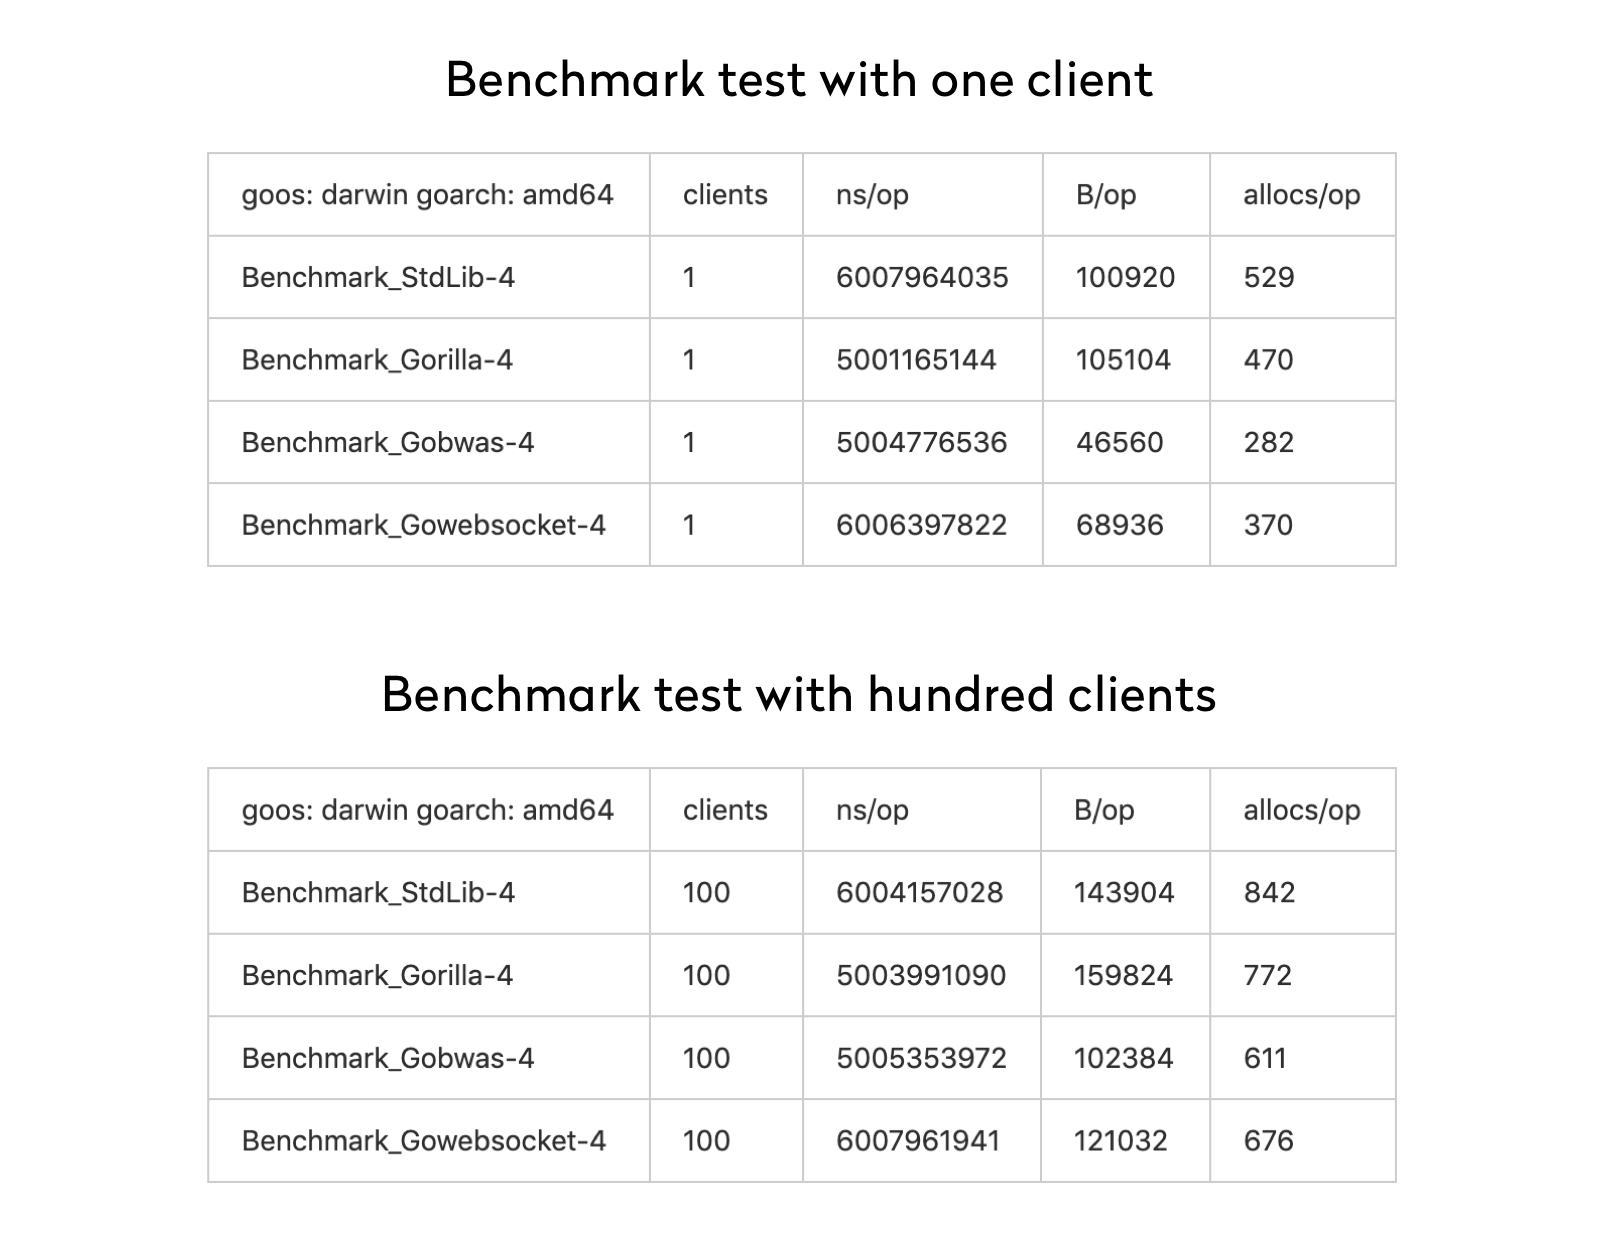 Benchmark test with one client
goos: darwin goarch: amd64 clients ns/op B/op allocs/op
Benchmark_StdLib-4 1 6007964035 100920 529
Benchmark_Gorilla-4 1 5001165144 105104 470
Benchmark_Gobwas-4 1 5004776536 46560 282
Benchmark_Gowebsocket-4 1 6006397822 68936 370
Benchmark test with hundred clients
goos: darwin goarch: amd64 clients ns/op B/op allocs/op
Benchmark_StdLib-4 100 6004157028 143904 842
Benchmark_Gorilla-4 100 5003991090 159824 772
Benchmark_Gobwas-4 100 5005353972 102384 611
Benchmark_Gowebsocket-4 100 6007961941 121032 676